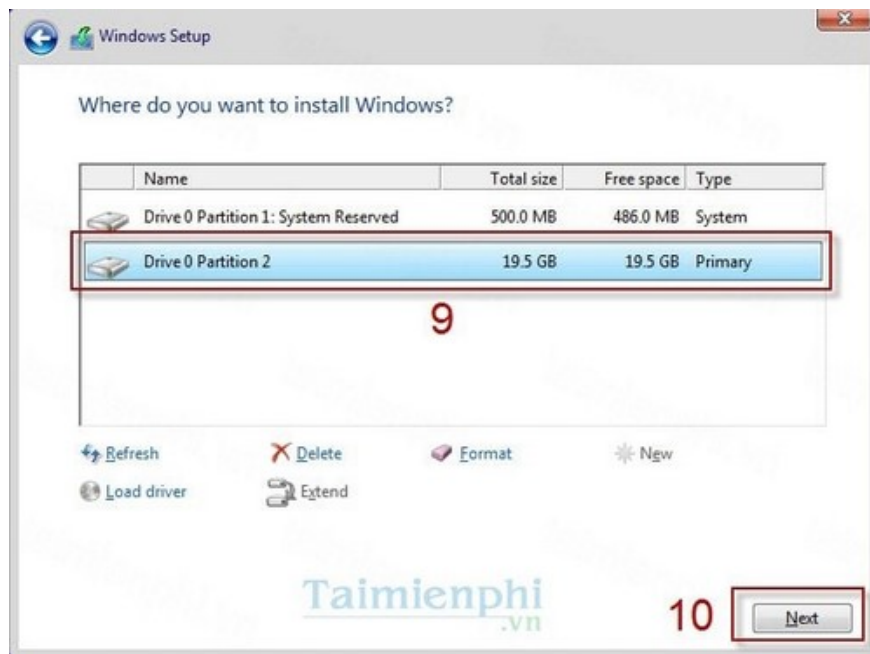 Windows Setup
Where do you want to install Windows?
Name Total size Free space Type
Drive 0 Partition 1: System Reserved 500.0 MB 486.0 MB System
Drive 0 Partition 2 19.5 GB 19.5 GB Primary
9
Refresh Delete Format New
Load driver Extend
Taimienphi
.vn
10 Next